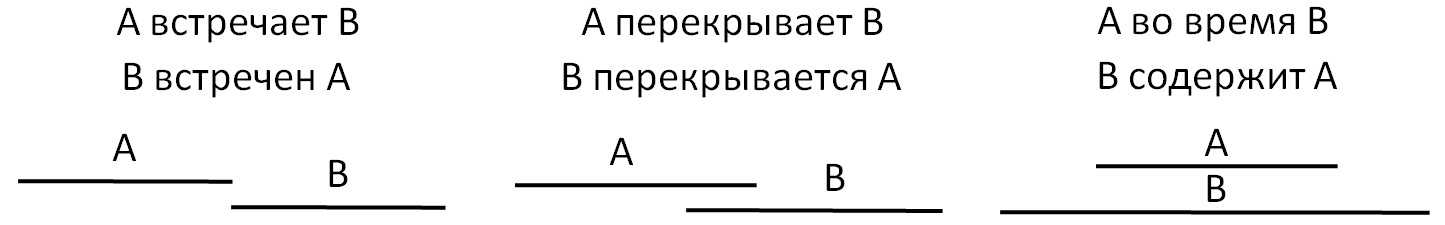 А встречает В
В встречен А
А
В
А перекрывает В
В перекрывается А
А
В
А во время В
В содержит А
А
В